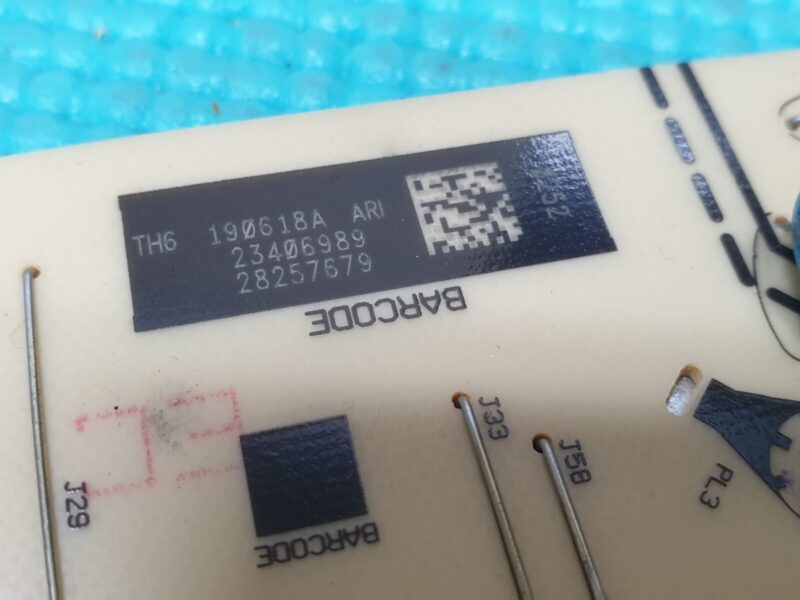 TH6 190618A ARI
23406989
28257679
BARCODE
J33
J58
J29
PL3
BARCODE